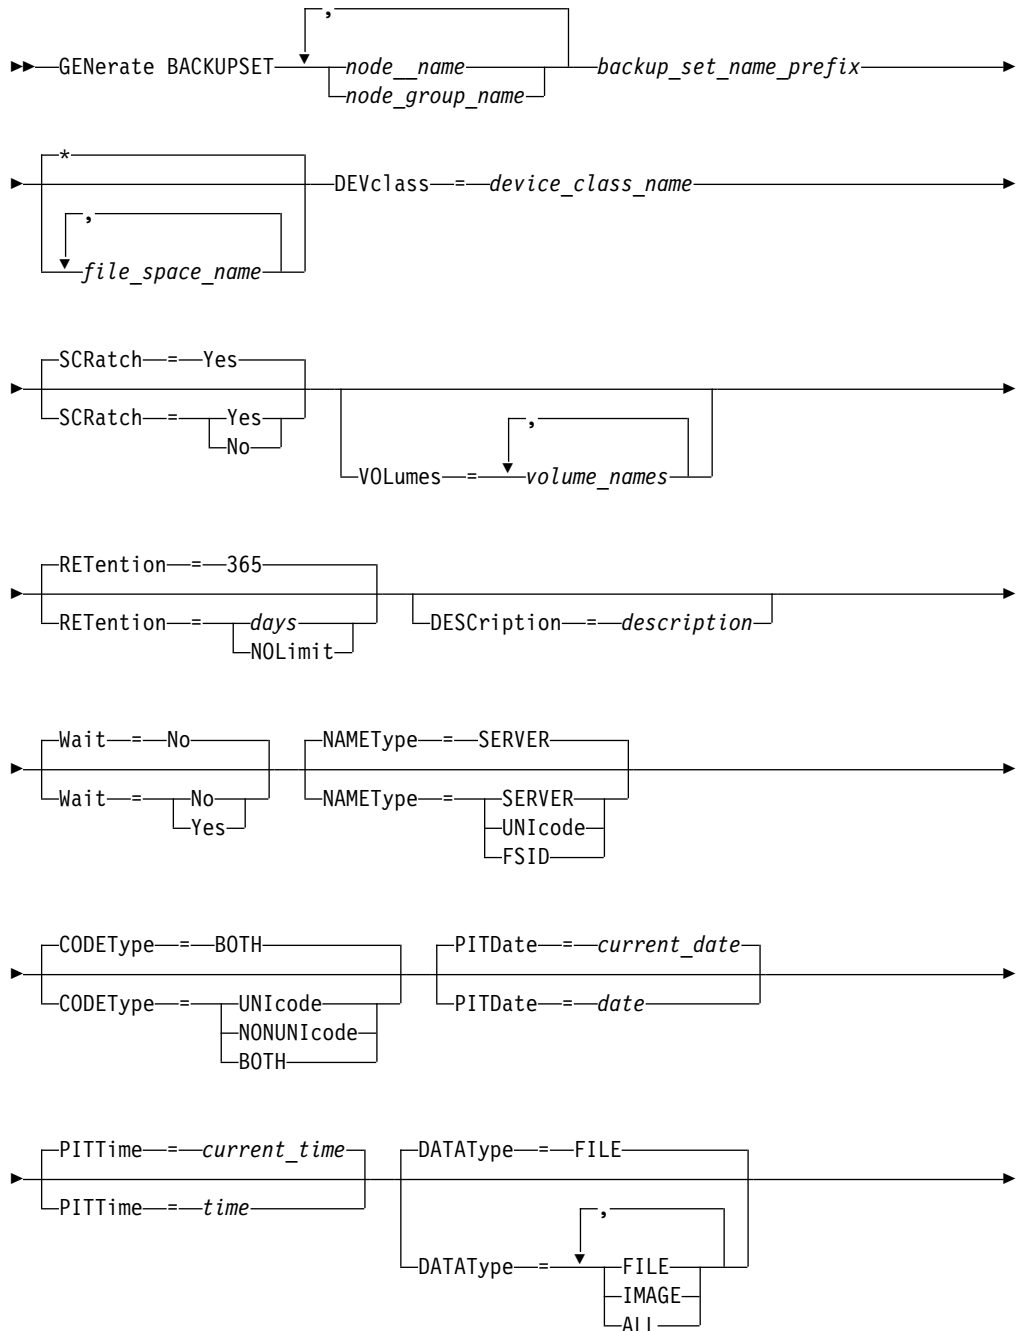 ,
GENerate BACKUPSET node__name backup_set_name_prefix
node_group_name
*
DEVclass = device_class_name
,
file_space_name
SCRatch = Yes
SCRatch = Yes
No
,
VOLumes = volume_names
RETention = 365
RETention = days
NOLimit
DESCription = description
Wait = No
Wait = No
Yes
NAMEType = SERVER
NAMEType = SERVER
UNIcode
FSID
CODEType = BOTH
CODEType = UNIcode
NONUNIcode
BOTH
PITDate = current_date
PITDate = date
PITTime = current_time
PITTime = time
DATAType = FILE
,
DATAType = FILE
IMAGE
ALL